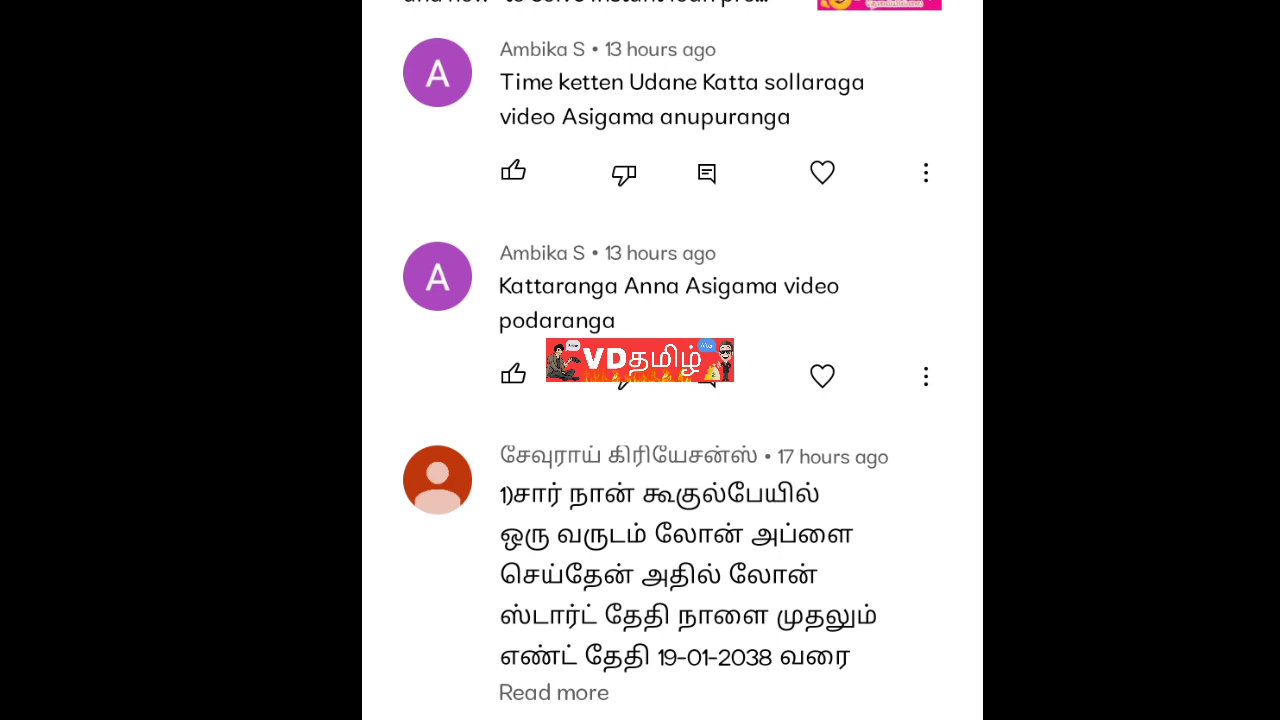 Ambika S • 13 hours ago
Time ketten Udane Katta sollaraga
video Asigama anupuranga
Ambika S • 13 hours ago
Kattaranga Anna Asigama video
podaranga
VDதமிழ்
சேவுராய் கிரியேசன்ஸ் • 17 hours ago
1)சார் நான் கூகுல்பேயில்
ஒரு வருடம் லோன் அப்ளை
செய்தேன் அதில் லோன்
ஸ்டார்ட் தேதி நாளை முதலும்
எண்ட் தேதி 19-01-2038 வரை
Read more